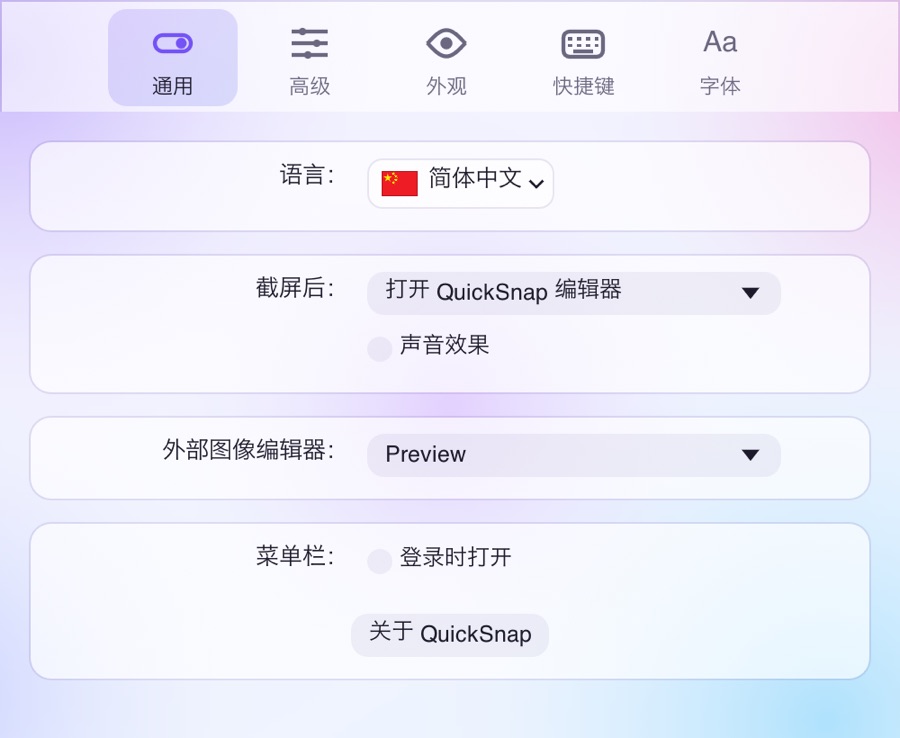 通用
高级
外观
Aa
快捷键
字体
语言：
简体中文
截屏后：
打开 QuickSnap 编辑器
声音效果
外部图像编辑器：
Preview
菜单栏：
登录时打开
关于 QuickSnap